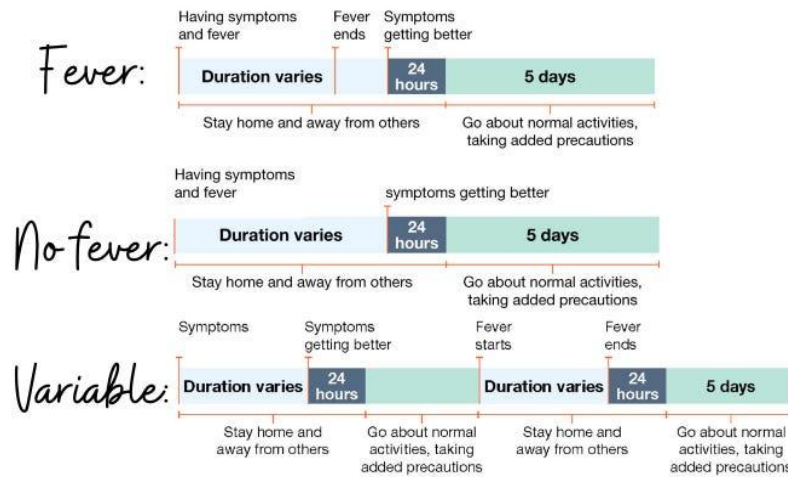 Having symptoms
and fever
Fever
ends
Symptoms
getting better
Fever:
Duration varies
24
hours
5 days
Stay home and away from others
Go about normal activities,
taking added precautions
Having symptoms
and fever
symptoms getting better
No fever:
Duration varies
24
hours
5 days
Stay home and away from others
Go about normal activities,
taking added precautions
Symptoms
Symptoms
getting better
Fever
starts
Fever
ends
Variable:
Duration varies
24
hours
Duration varies
24
hours
5 days
Stay home and
away from others
Go about normal
activities, taking
added precautions
Stay home and
away from others
Go about normal
activities, taking
added precautions